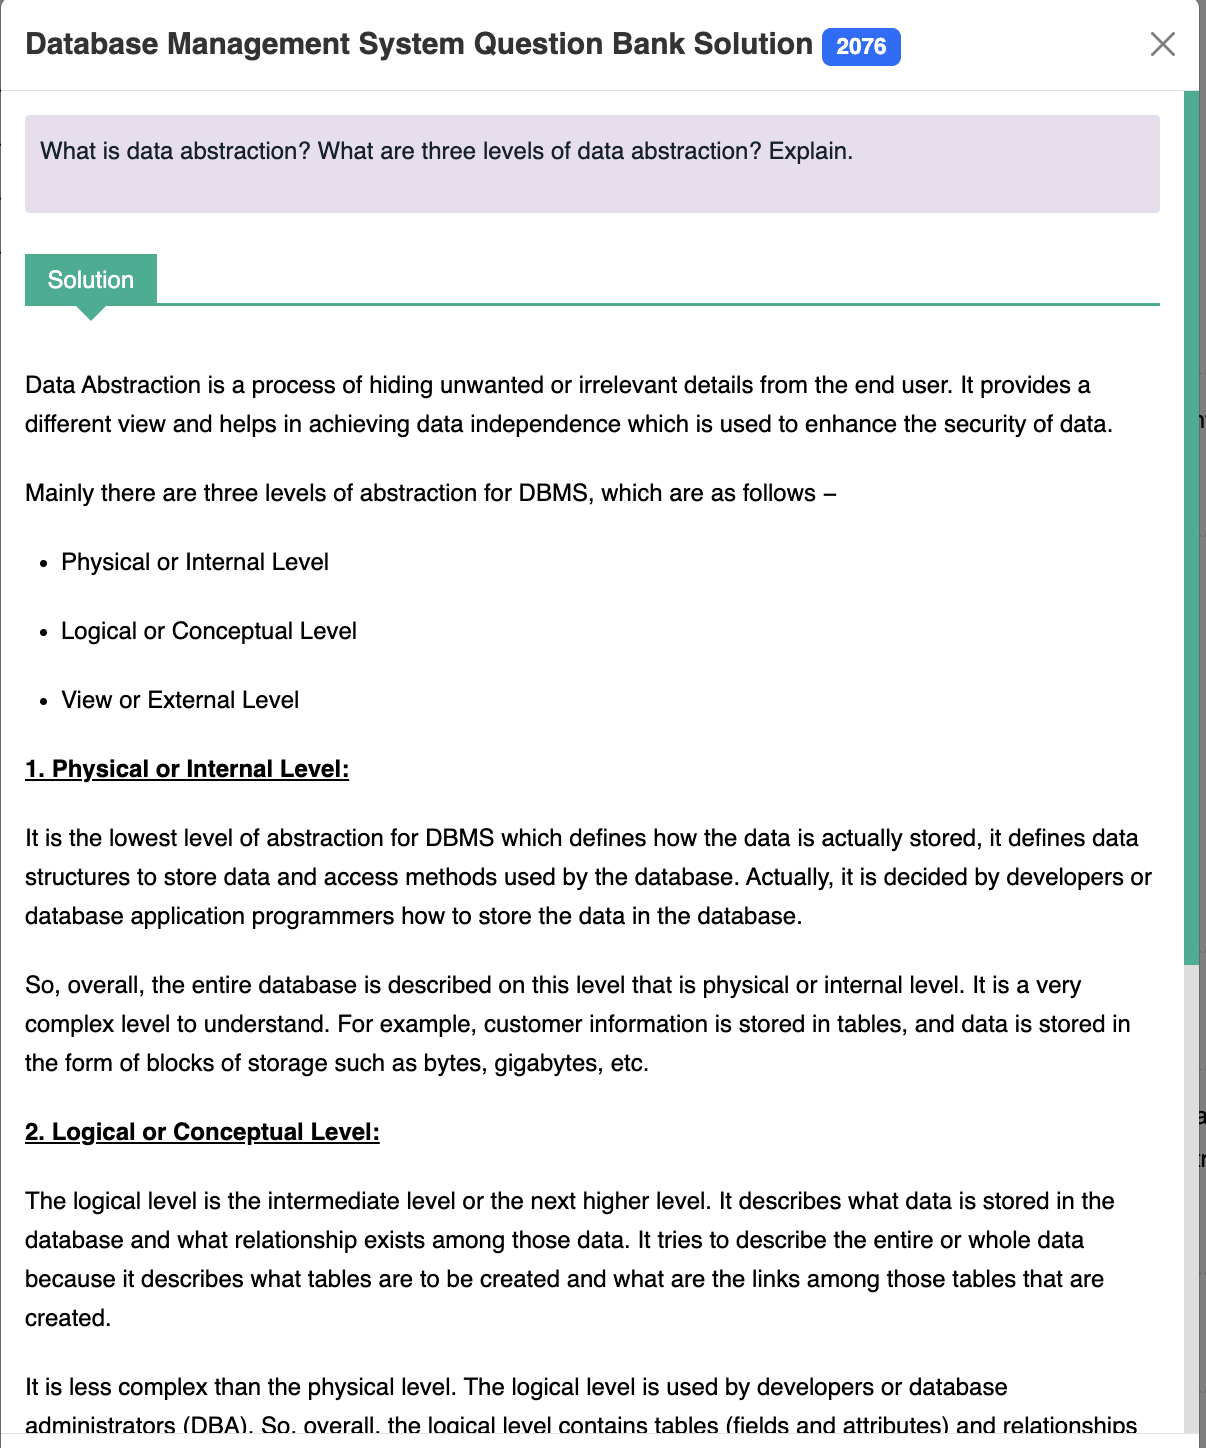 Database Management System Question Bank Solution 2076
What is data abstraction? What are three levels of data abstraction? Explain.
Solution
Data Abstraction is a process of hiding unwanted or irrelevant details from the end user. It provides a
different view and helps in achieving data independence which is used to enhance the security of data.
Mainly there are three levels of abstraction for DBMS, which are as follows –
• Physical or Internal Level
• Logical or Conceptual Level
• View or External Level
1. Physical or Internal Level:
It is the lowest level of abstraction for DBMS which defines how the data is actually stored, it defines data
structures to store data and access methods used by the database. Actually, it is decided by developers or
database application programmers how to store the data in the database.
So, overall, the entire database is described on this level that is physical or internal level. It is a very
complex level to understand. For example, customer information is stored in tables, and data is stored in
the form of blocks of storage such as bytes, gigabytes, etc.
2. Logical or Conceptual Level:
The logical level is the intermediate level or the next higher level. It describes what data is stored in the
database and what relationship exists among those data. It tries to describe the entire or whole data
because it describes what tables are to be created and what are the links among those tables that are
created.
It is less complex than the physical level. The logical level is used by developers or database
administrators (DBA). So, overall, the logical level contains tables (fields and attributes) and relationships